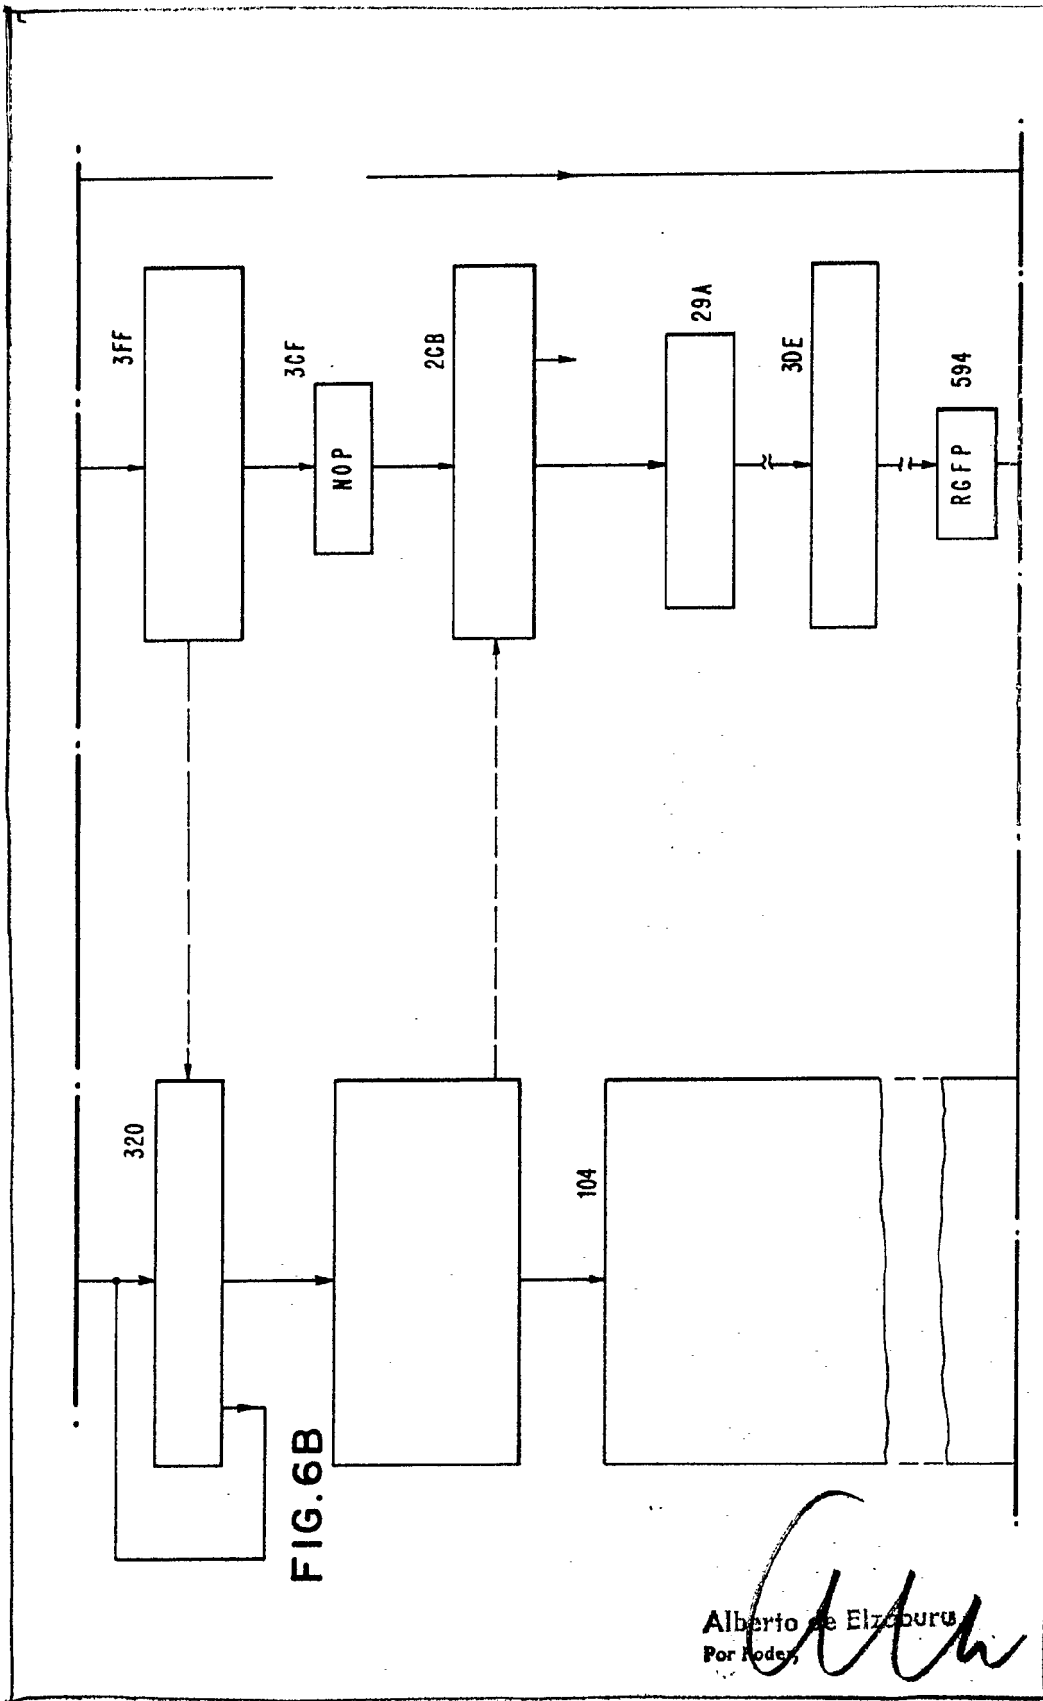 3FF
3CF
NOP
2CB
29A
3DE
594
RGFP
320
104
FIG.6B
Alberto de Elzaburu
Por Poder,